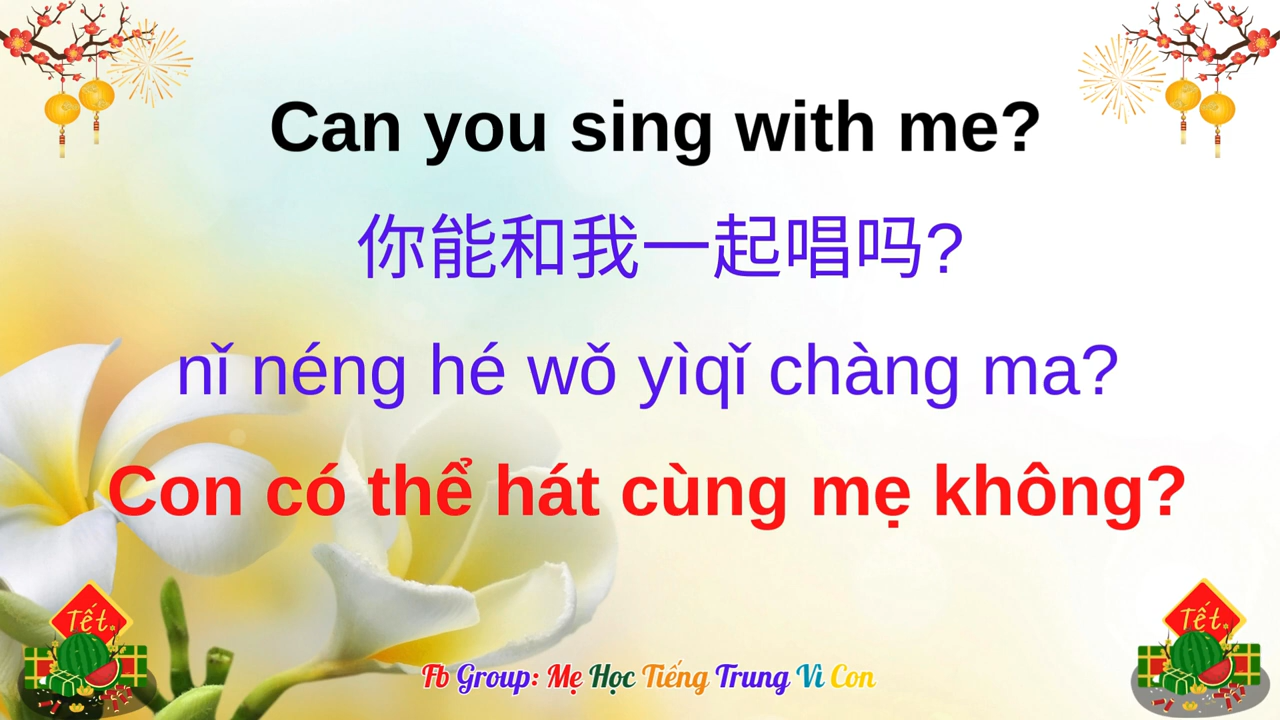 Can you sing with me?
你能和我一起唱吗?
nǐ néng hé wǒ yìqǐ chàng ma?
Con có thể hát cùng mẹ không?
Tết
Tết
Fb Group: Mẹ Học Tiếng Trung Vì Con